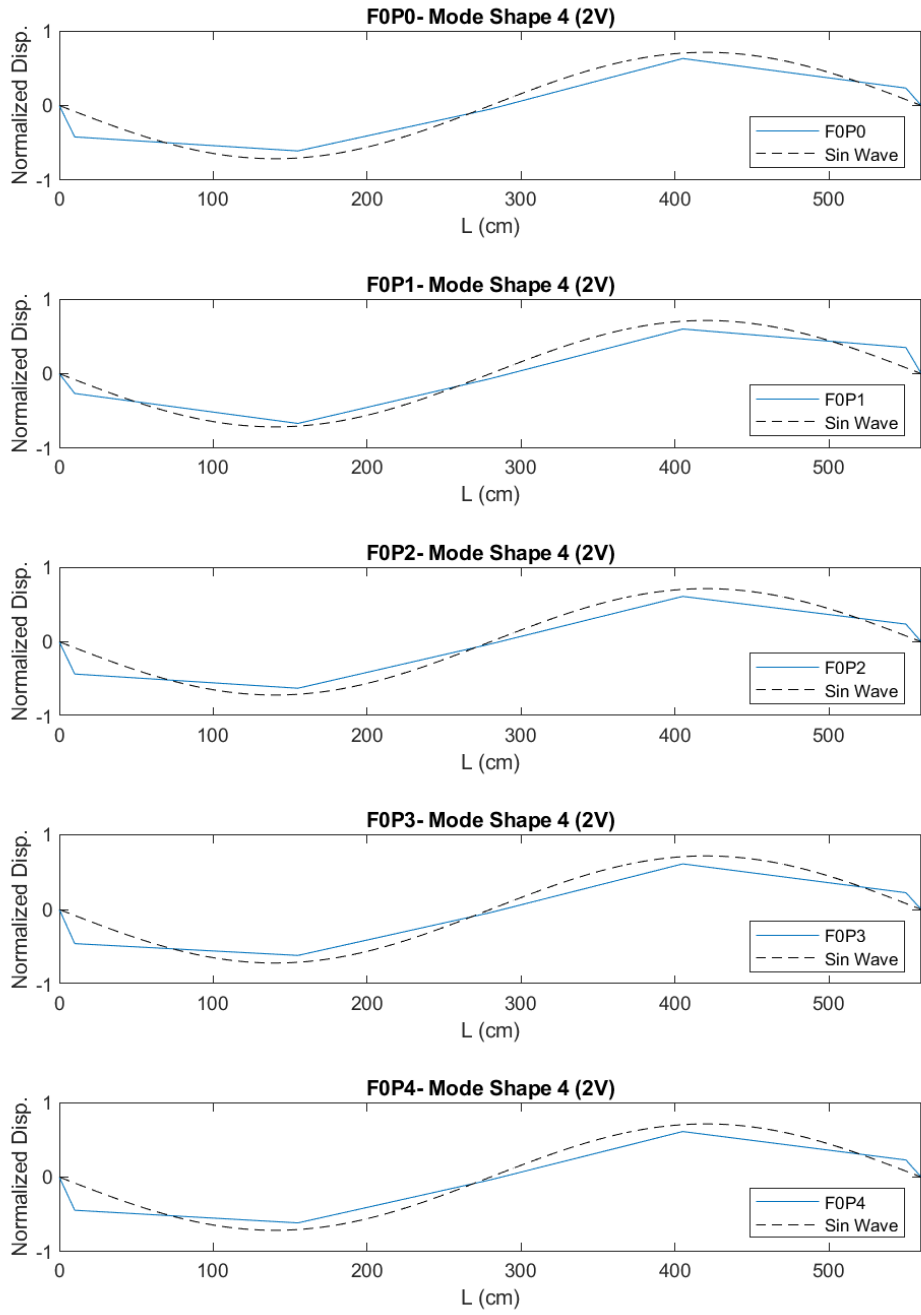 F0P0- Mode Shape 4 (2V)
Normalized Disp.
1
0
-1
F0P0
Sin Wave
0 100 200 300 400 500
L (cm)
F0P1- Mode Shape 4 (2V)
Normalized Disp.
1
0
-1
F0P1
Sin Wave
0 100 200 300 400 500
L (cm)
F0P2- Mode Shape 4 (2V)
Normalized Disp.
1
0
-1
F0P2
Sin Wave
0 100 200 300 400 500
L (cm)
F0P3- Mode Shape 4 (2V)
Normalized Disp.
1
0
-1
F0P3
Sin Wave
0 100 200 300 400 500
L (cm)
F0P4- Mode Shape 4 (2V)
Normalized Disp.
1
0
-1
F0P4
Sin Wave
0 100 200 300 400 500
L (cm)